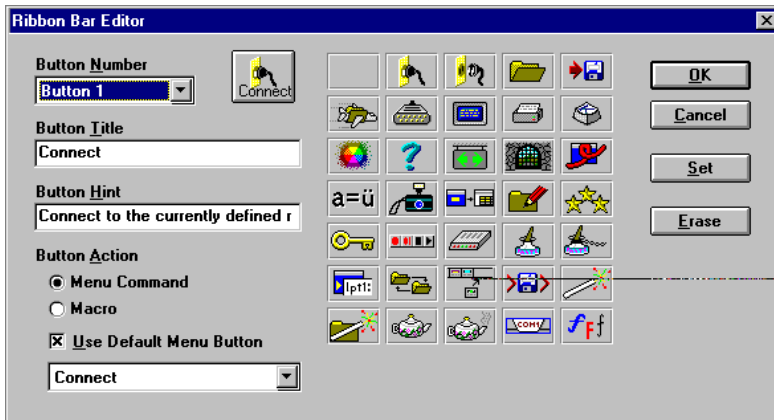 Ribbon Bar Editor
Button Number
Button 1
Connect
Button Title
Connect
Button Hint
Connect to the currently defined r
Button Action
Menu Command
Macro
Use Default Menu Button
Connect
a=ü
lpt1:
COM1
fFf
OK
Cancel
Set
Erase